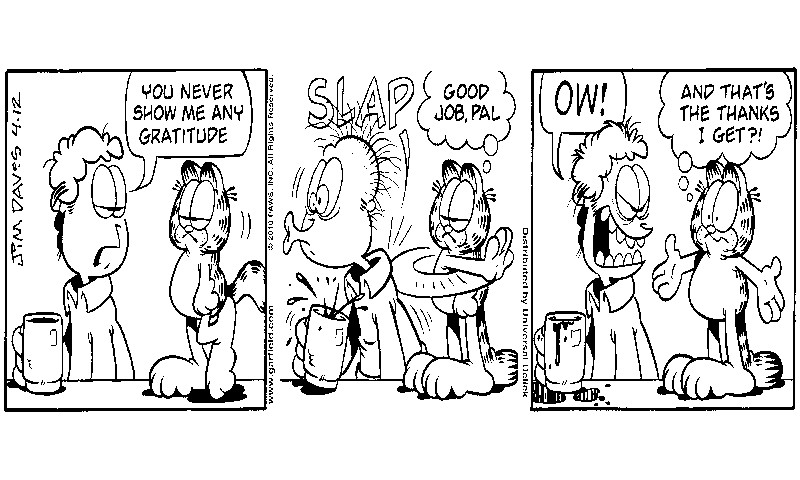 JIM DAVIS 4.12
YOU NEVER
SHOW ME ANY
GRATITUDE
© 2010 PAWS, INC. All Rights Reserved.
www.garfield.com
SLAP
GOOD
JOB, PAL
Distributed by Universal Uclick
OW!
AND THAT'S
THE THANKS
I GET?!